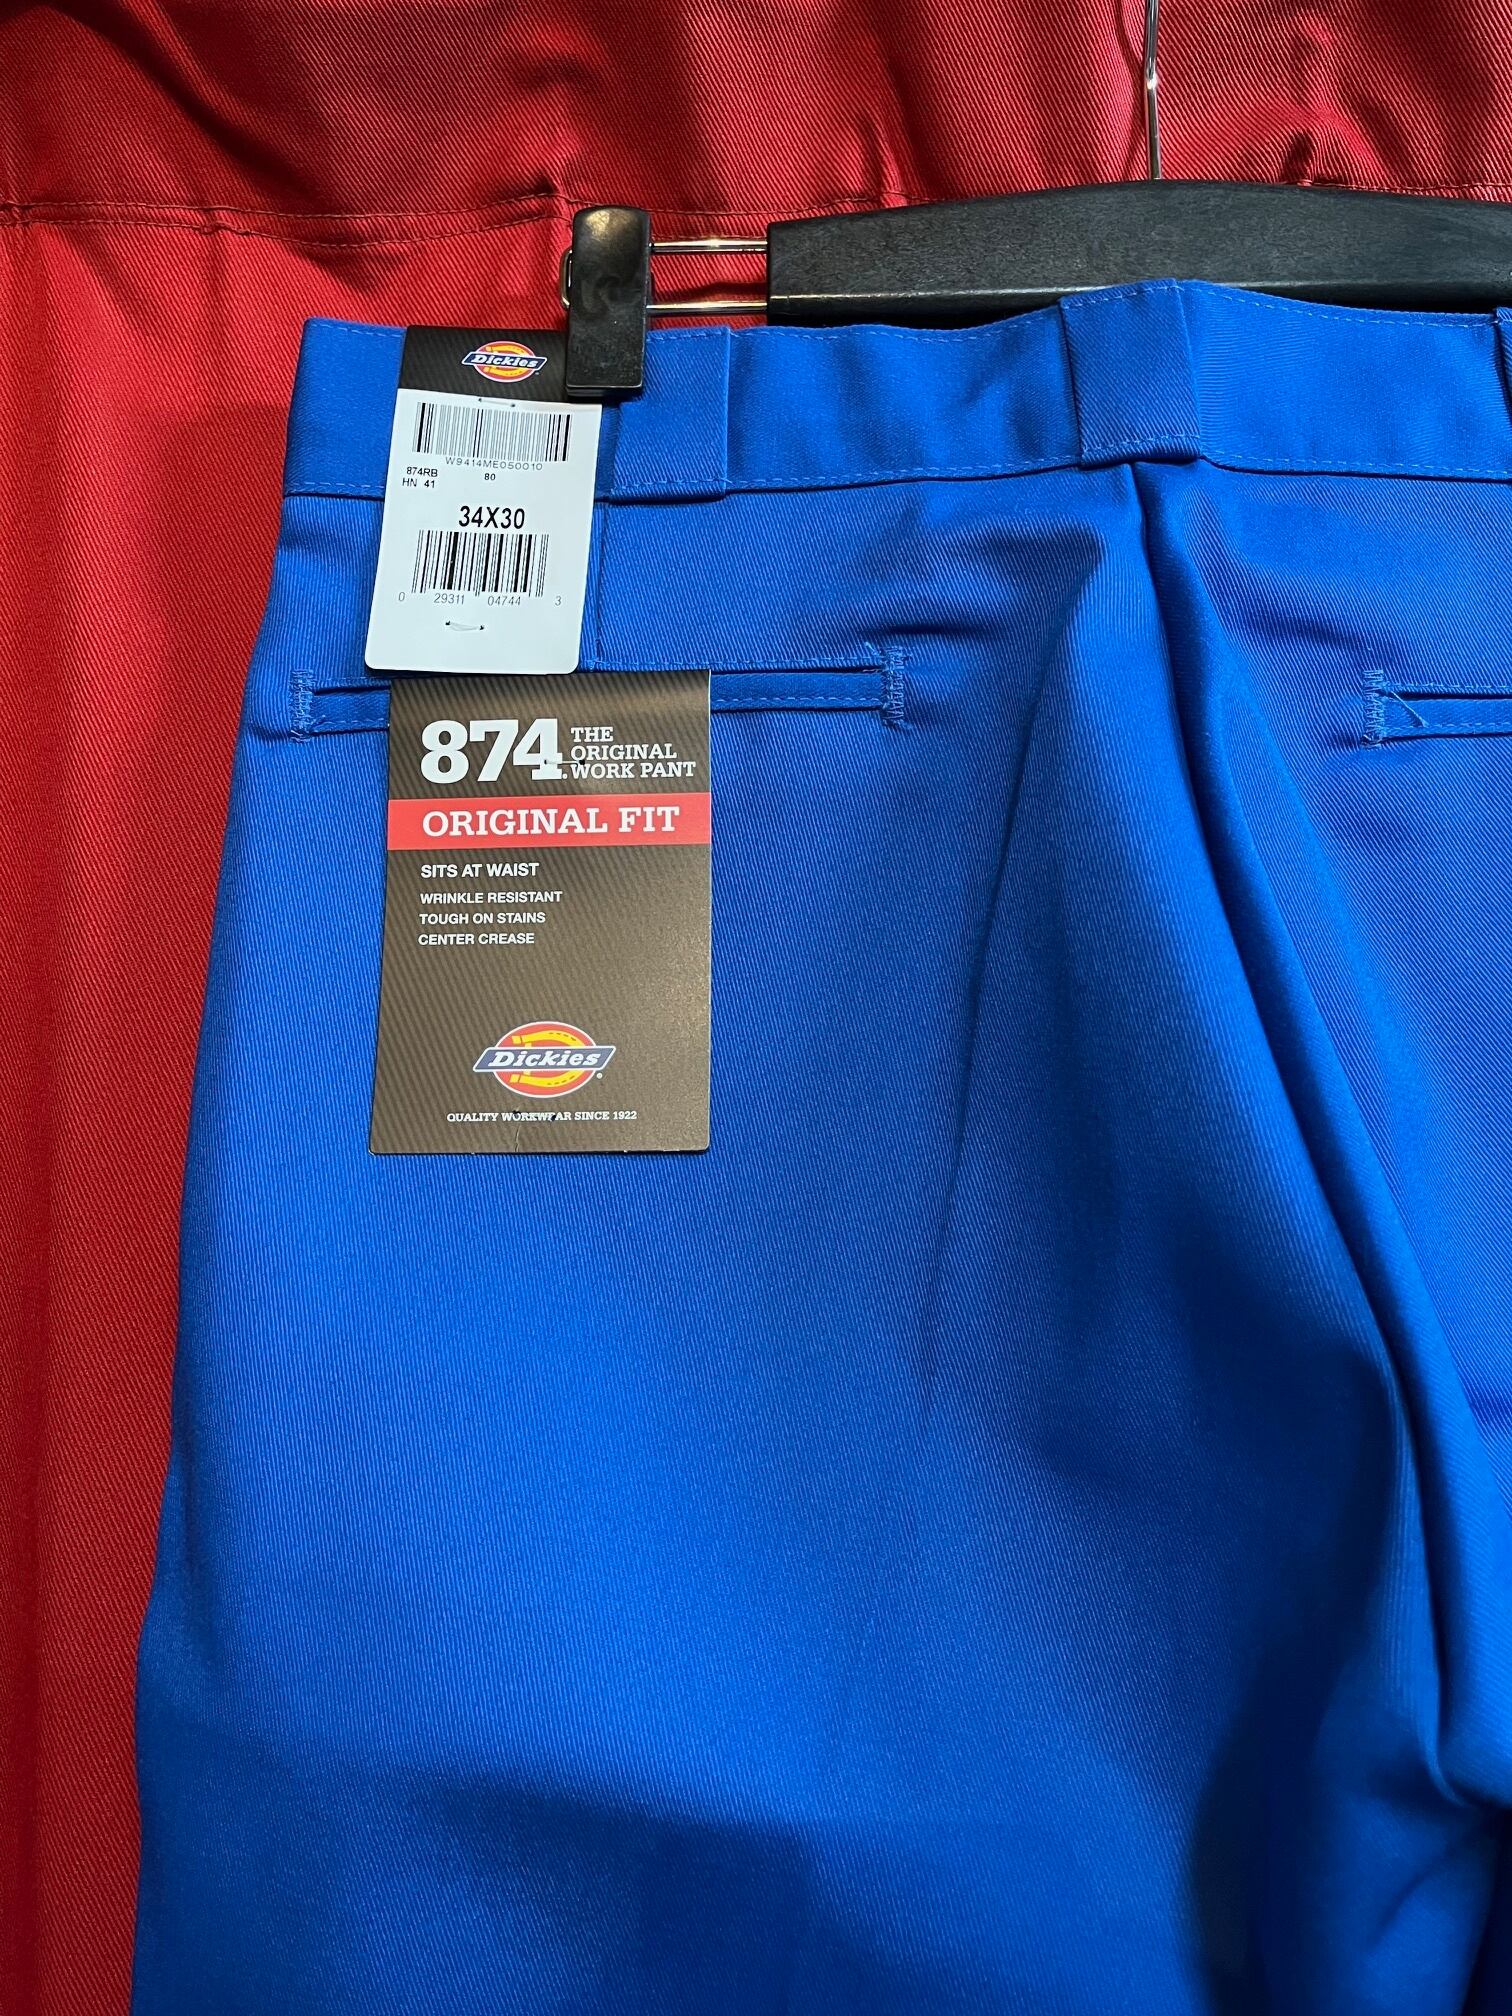 Dickies
W9414ME050010
874RB 80
HN 41
34X30
0 29311 04744 3
874.
THE
ORIGINAL
WORK PANT
ORIGINAL FIT
SITS AT WAIST
WRINKLE RESISTANT
TOUGH ON STAINS
CENTER CREASE
Dickies®
QUALITY WORKWEAR SINCE 1922